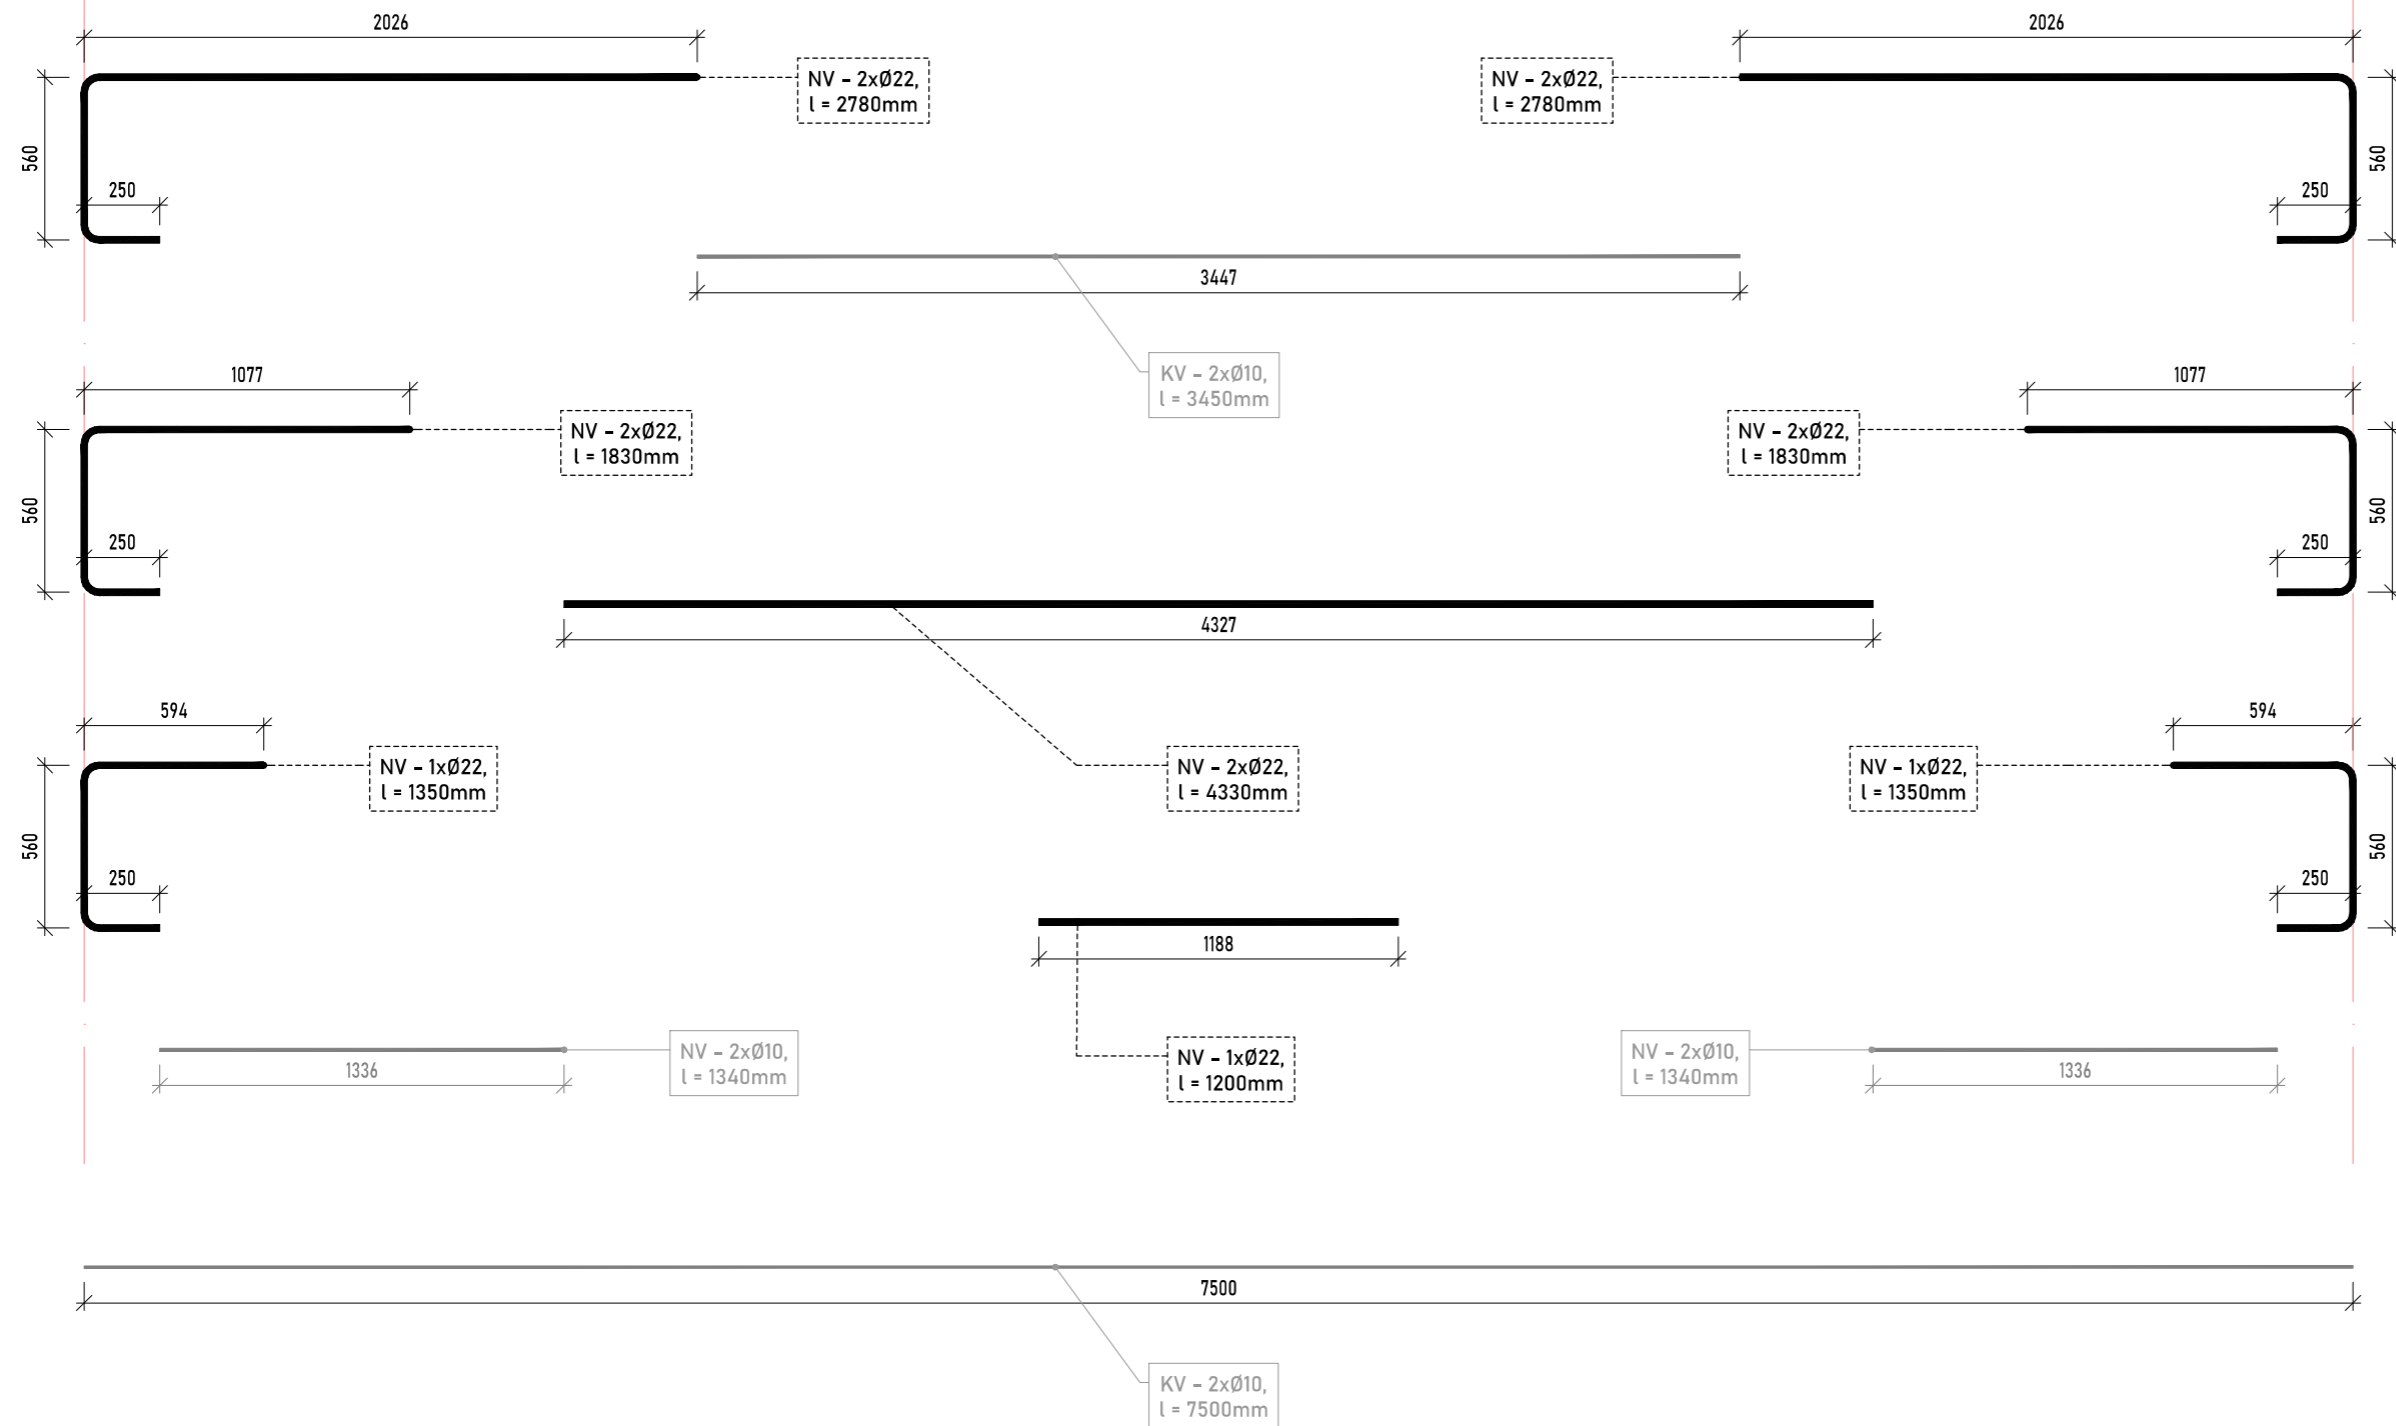 2026
2026
NV - 2xØ22,
l = 2780mm
NV - 2xØ22,
l = 2780mm
560
560
250
250
3447
KV - 2xØ10,
l = 3450mm
1077
1077
NV - 2xØ22,
l = 1830mm
NV - 2xØ22,
l = 1830mm
560
560
250
250
4327
594
594
NV - 1xØ22,
l = 1350mm
NV - 2xØ22,
l = 4330mm
NV - 1xØ22,
l = 1350mm
560
560
250
250
1188
NV - 2xØ10,
l = 1340mm
NV - 1xØ22,
l = 1200mm
NV - 2xØ10,
l = 1340mm
1336
1336
7500
KV - 2xØ10,
l = 7500mm